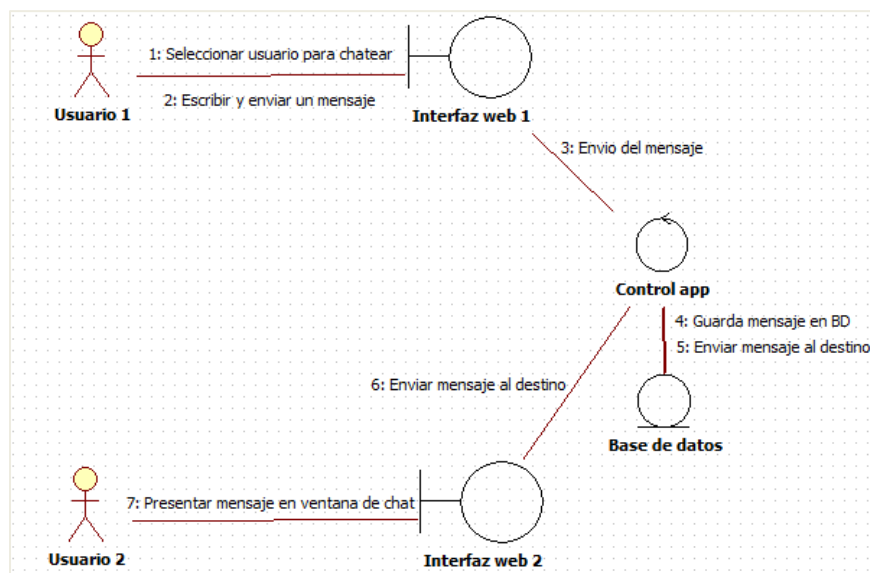 1: Seleccionar usuario para chatear
2: Escribir y enviar un mensaje
Usuario 1
Interfaz web 1
3: Envio del mensaje
Control app
4: Guarda mensaje en BD
5: Enviar mensaje al destino
6: Enviar mensaje al destino
Base de datos
7: Presentar mensaje en ventana de chat
Usuario 2
Interfaz web 2